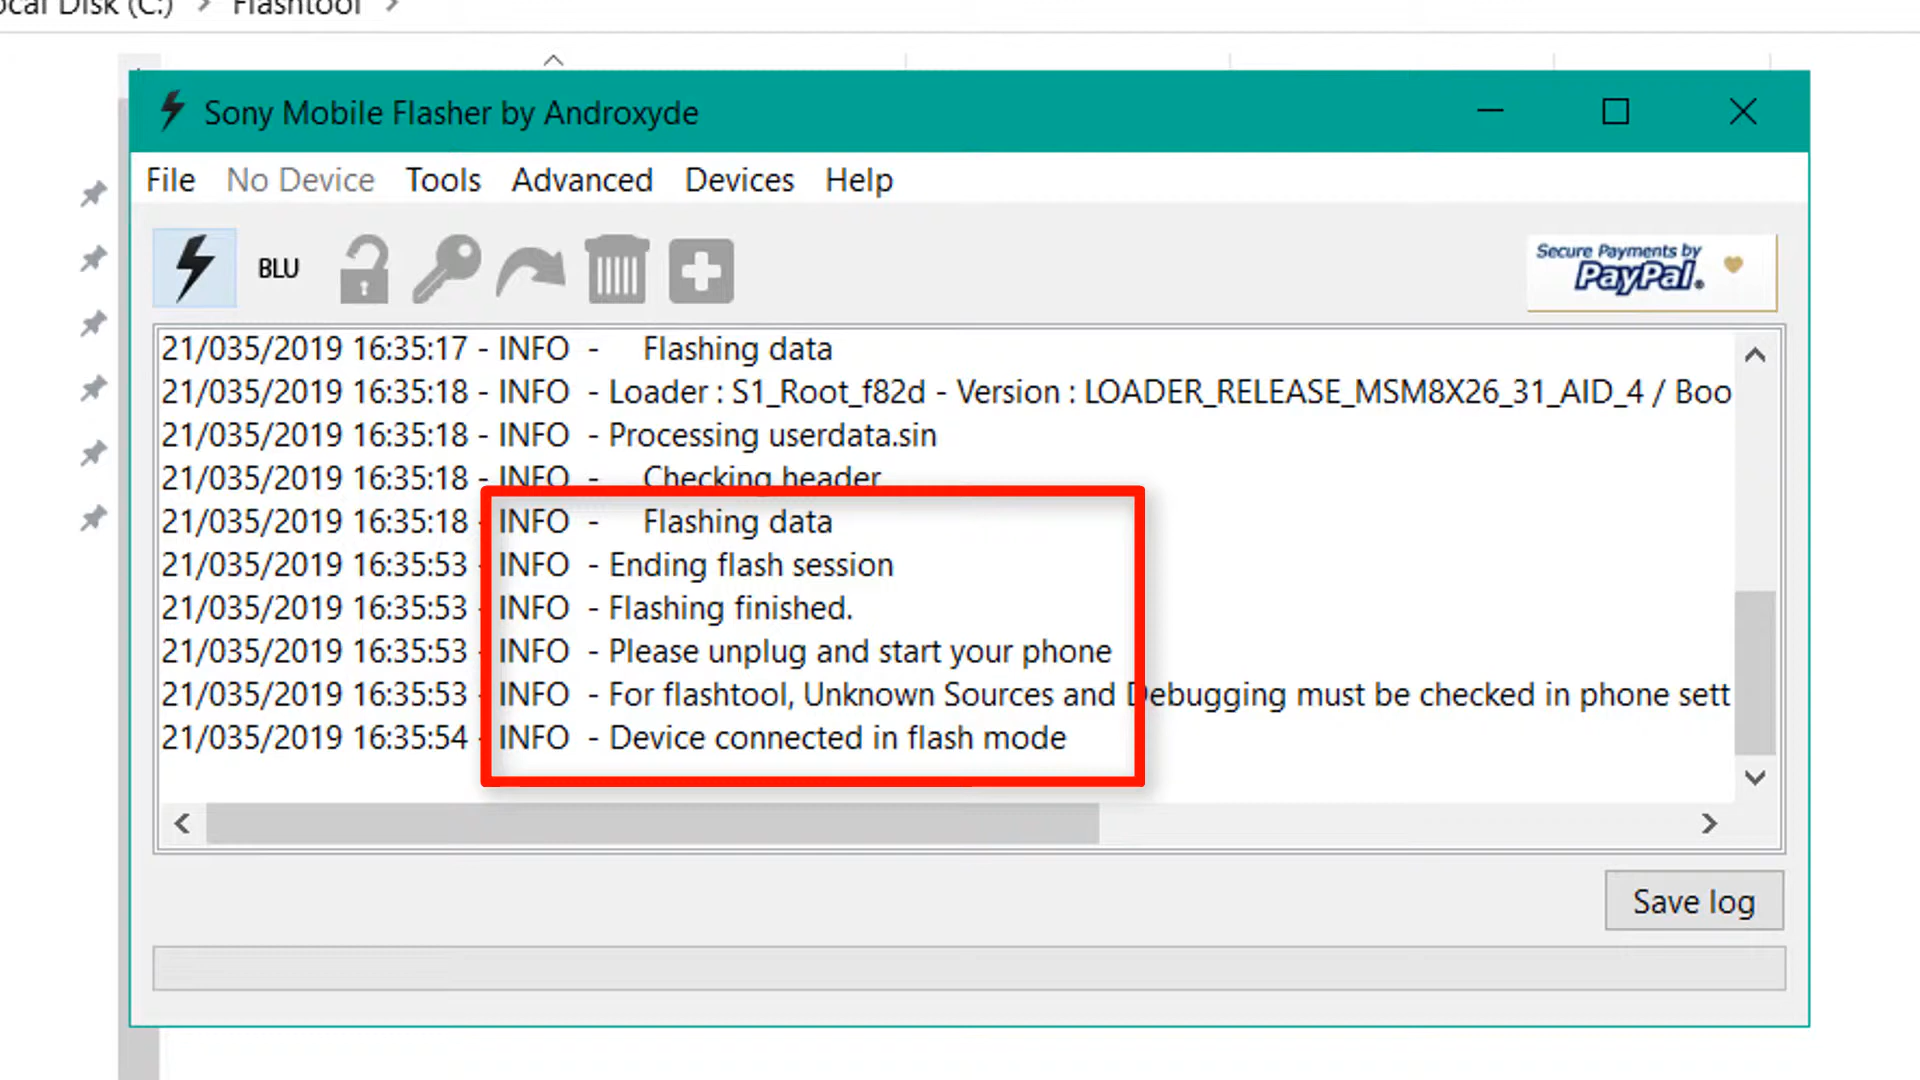 Local Disk (C:) > Flashtool >
Sony Mobile Flasher by Androxyde
File No Device Tools Advanced Devices Help
BLU
Secure Payments by
PayPal.
21/035/2019 16:35:17 - INFO - Flashing data
21/035/2019 16:35:18 - INFO - Loader : S1_Root_f82d - Version : LOADER_RELEASE_MSM8X26_31_AID_4 / Boo
21/035/2019 16:35:18 - INFO - Processing userdata.sin
21/035/2019 16:35:18 - INFO - Checking header
21/035/2019 16:35:18 - INFO - Flashing data
21/035/2019 16:35:53 - INFO - Ending flash session
21/035/2019 16:35:53 - INFO - Flashing finished.
21/035/2019 16:35:53 - INFO - Please unplug and start your phone
21/035/2019 16:35:53 - INFO - For flashtool, Unknown Sources and Debugging must be checked in phone sett
21/035/2019 16:35:54 - INFO - Device connected in flash mode
Save log